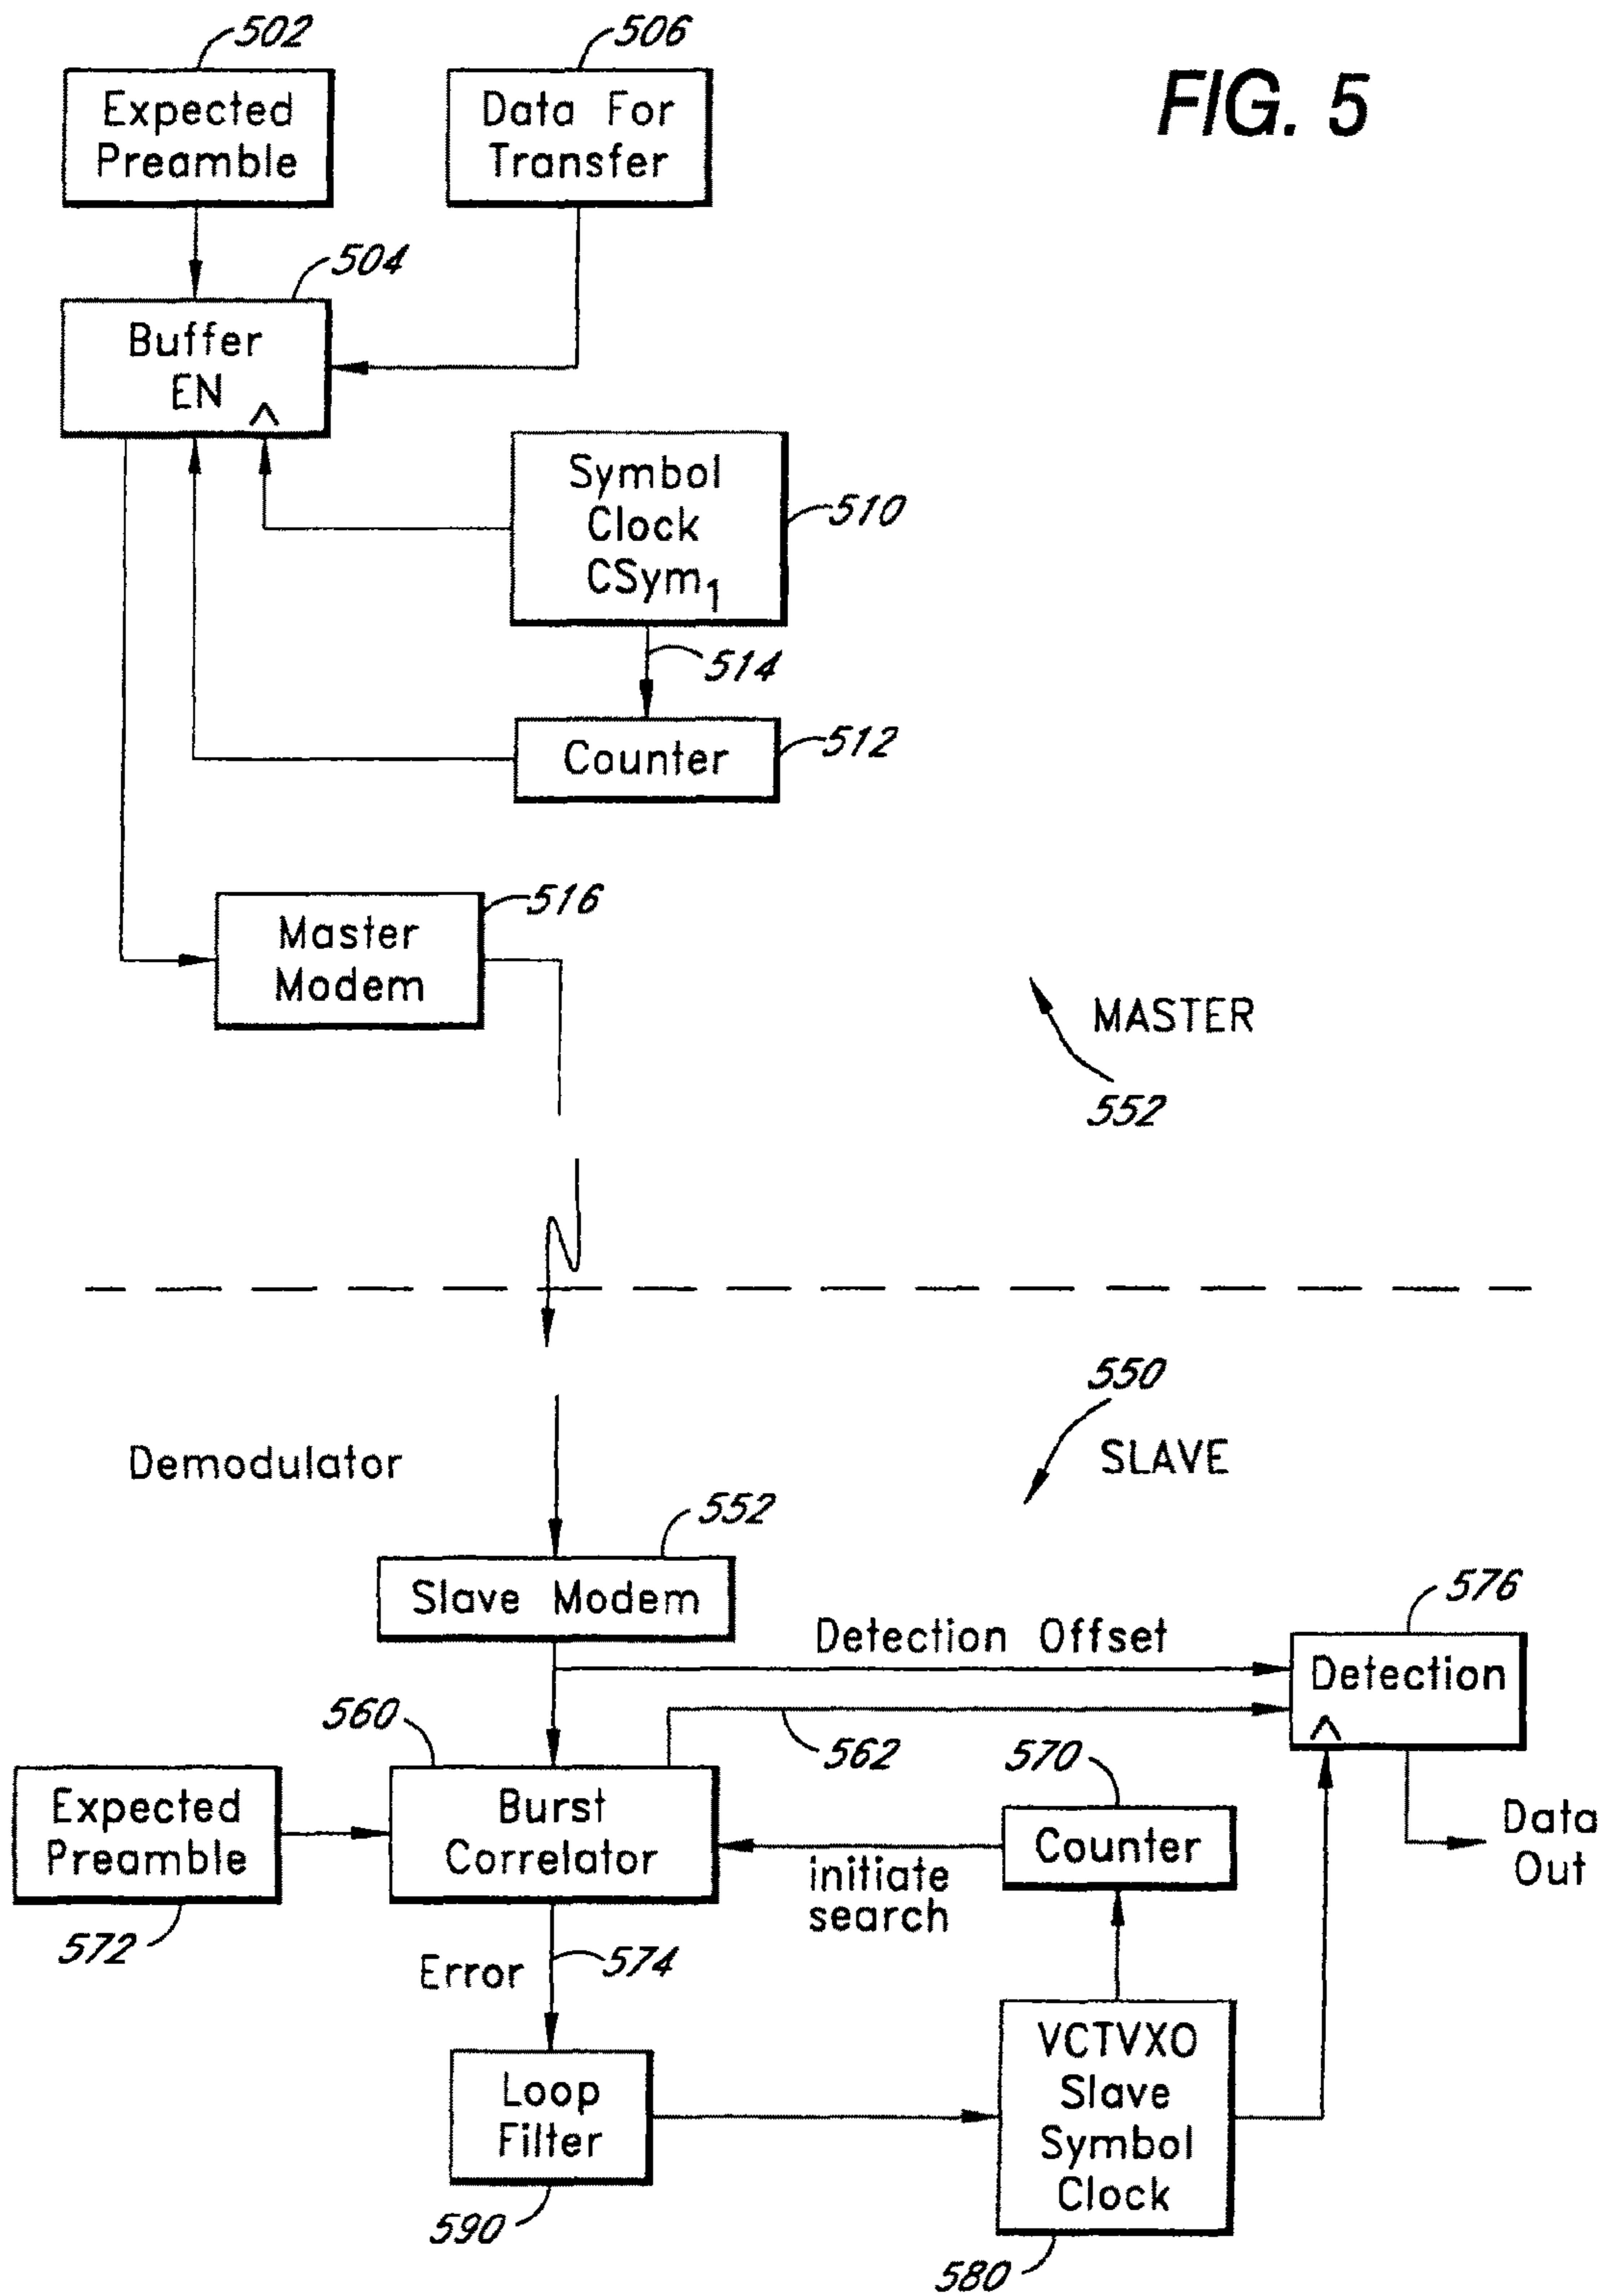 502
506
FIG. 5
Expected
Preamble
Data For
Transfer
504
Buffer
EN
Symbol
Clock
CSym1
510
514
Counter
512
516
Master
Modem
MASTER
552
550
SLAVE
Demodulator
552
Slave Modem
576
Detection Offset
Detection
560
562
570
Expected
Preamble
Burst
Correlator
Counter
Data
Out
initiate
search
572
574
Error
Loop
Filter
VCTVXO
Slave
Symbol
Clock
590
580